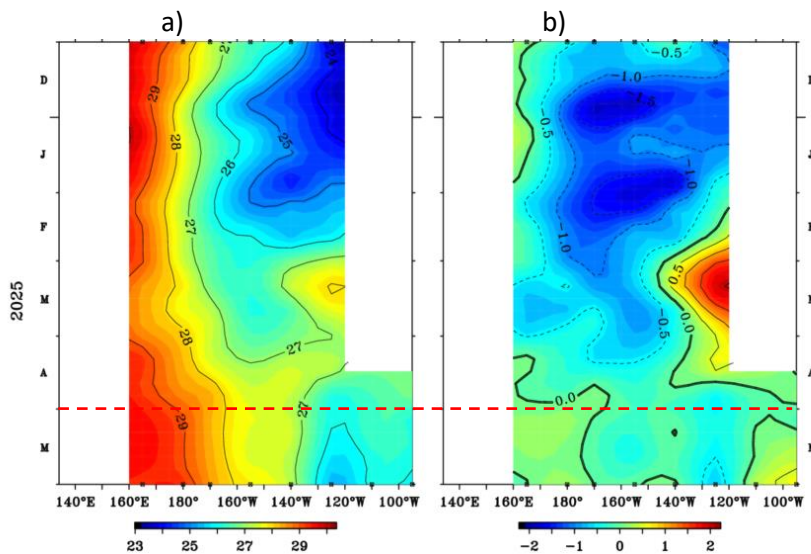 a) b)
24 −0.5
D 29 −1.0
28 25 −0.5
J
26 −1.0
F 27 −1.0
0.5
2025 M 0.0
28 27 −0.5
A
27 0.0
29
M
140°E 160°E 180° 160°W 140°W 120°W 100°W 140°E 160°E 180° 160°W 140°W 120°W 100°W
23 25 27 29 −2 −1 0 1 2